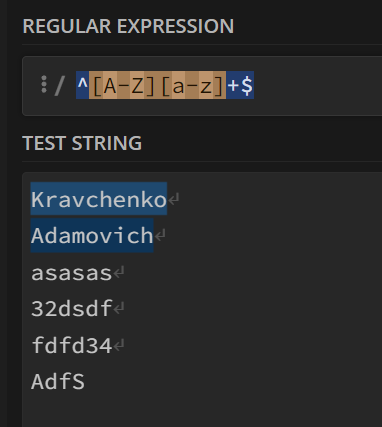 REGULAR EXPRESSION
⋮/ ^[A-Z][a-z]+$
TEST STRING
Kravchenko↵
Adamovich↵
asasas↵
32dsdf↵
fdfd34↵
AdfS